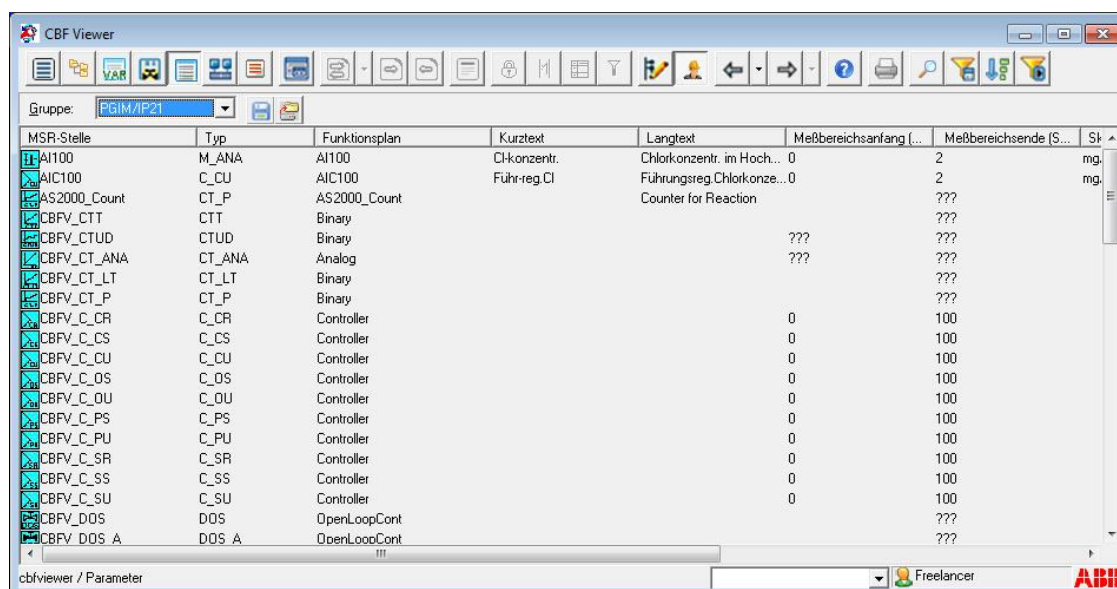 CBF Viewer
VAR
Gruppe: PGIM/IP21
MSR-Stelle Typ Funktionsplan Kurztext Langtext Meßbereichsanfang (... Meßbereichsende (S... Sk
AI100 M_ANA AI100 Cl-konzentr. Chlorkonzentr. im Hoch... 0 2 mg.
AIC100 C_CU AIC100 Führ-reg.Cl Führungsreg.Chlorkonze... 0 2 mg.
AS2000_Count CT_P AS2000_Count Counter for Reaction ???
CBFV_CTT CTT Binary ???
CBFV_CTUD CTUD Binary ??? ???
CBFV_CT_ANA CT_ANA Analog ??? ???
CBFV_CT_LT CT_LT Binary ???
CBFV_CT_P CT_P Binary ???
CBFV_C_CR C_CR Controller 0 100
CBFV_C_CS C_CS Controller 0 100
CBFV_C_CU C_CU Controller 0 100
CBFV_C_OS C_OS Controller 0 100
CBFV_C_OU C_OU Controller 0 100
CBFV_C_PS C_PS Controller 0 100
CBFV_C_PU C_PU Controller 0 100
CBFV_C_SR C_SR Controller 0 100
CBFV_C_SS C_SS Controller 0 100
CBFV_C_SU C_SU Controller 0 100
CBFV_DOS DOS OpenLoopCont ???
CBFV_DOS_A DOS_A OpenLoopCont ???
cbfviewer / Parameter Freelancer ABB